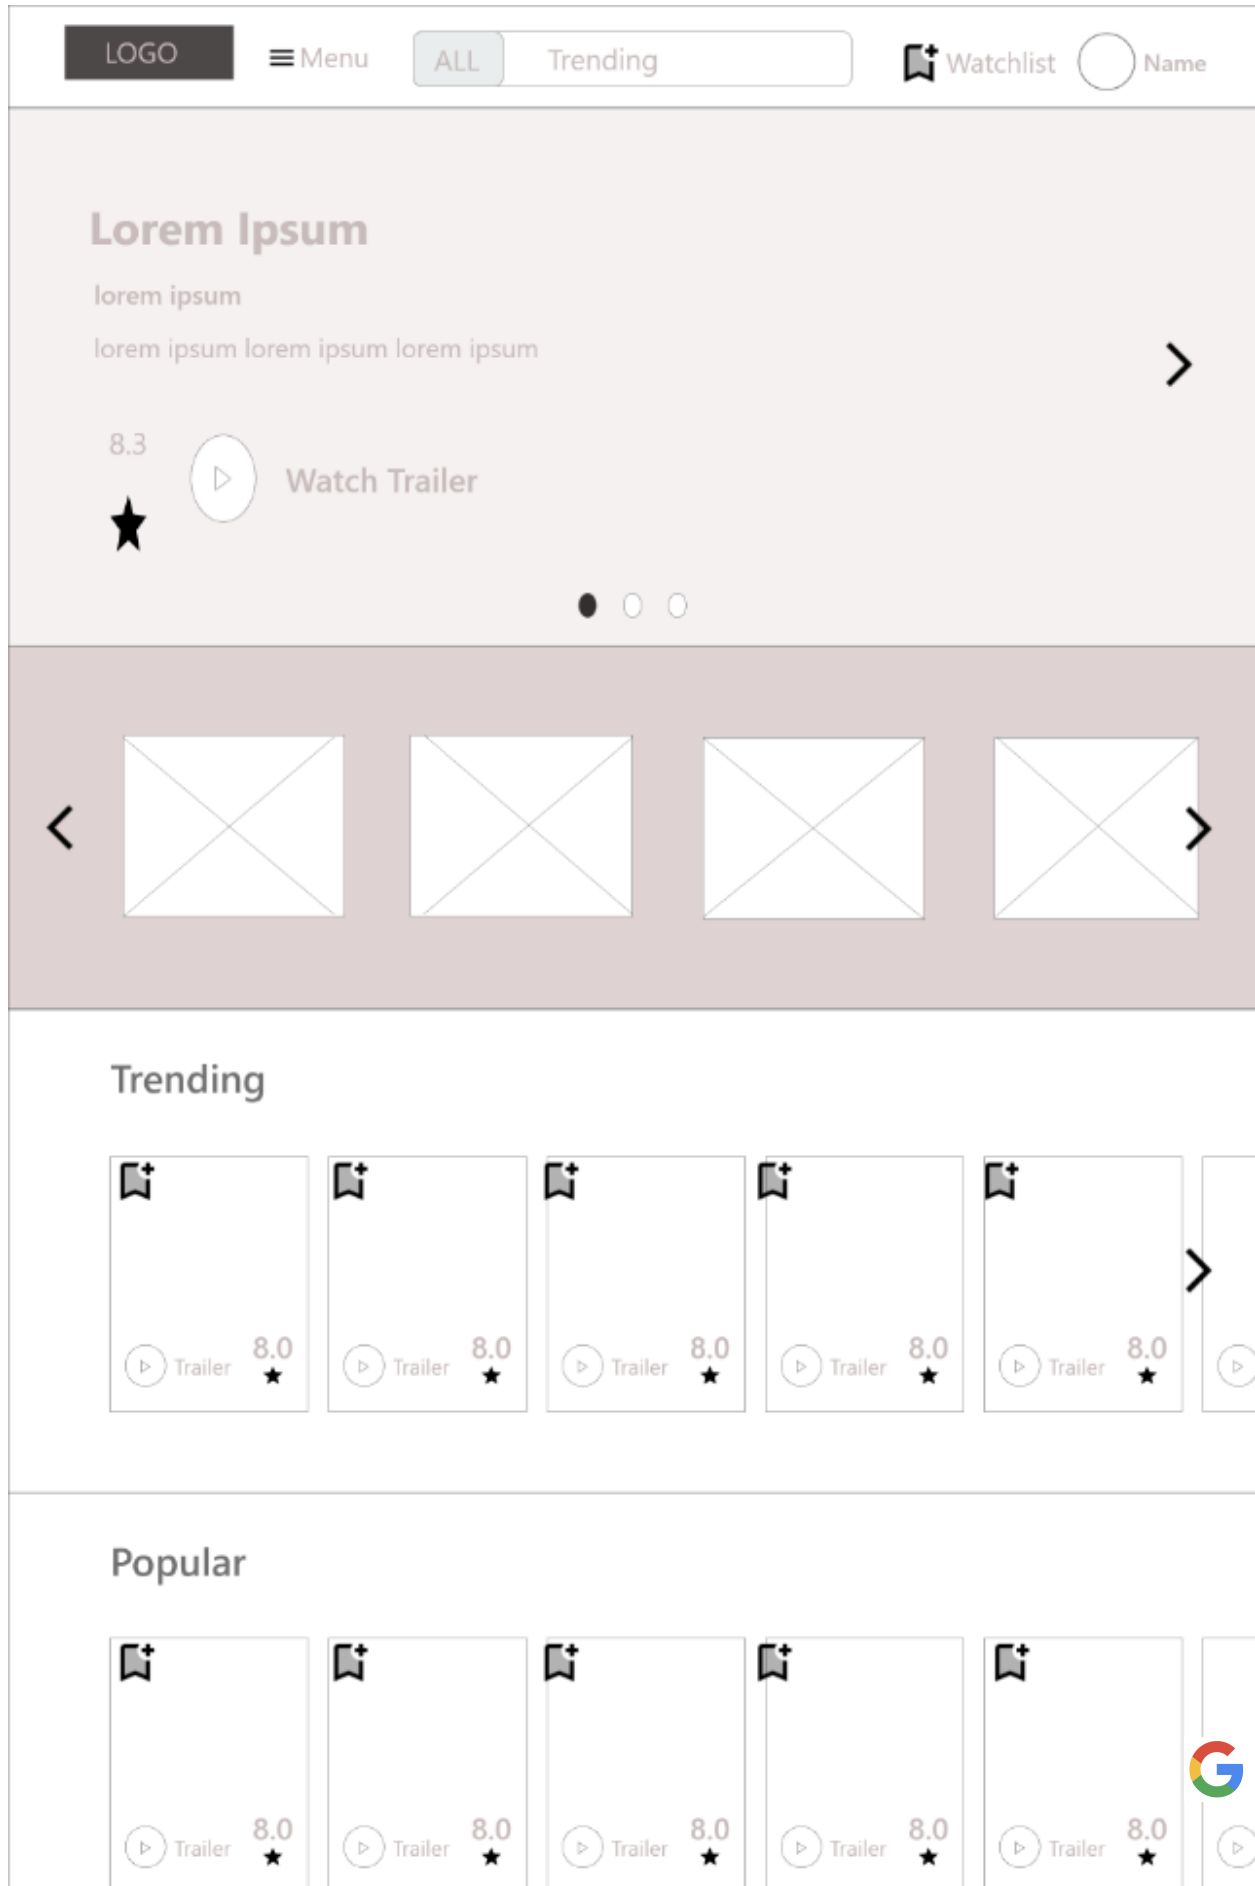 LOGO
Menu
ALL
Trending
Watchlist
Name
Lorem Ipsum
lorem ipsum
lorem ipsum lorem ipsum lorem ipsum
8.3
Watch Trailer
Trending
Trailer 8.0
Trailer 8.0
Trailer 8.0
Trailer 8.0
Trailer 8.0
Popular
Trailer 8.0
Trailer 8.0
Trailer 8.0
Trailer 8.0
Trailer 8.0
G